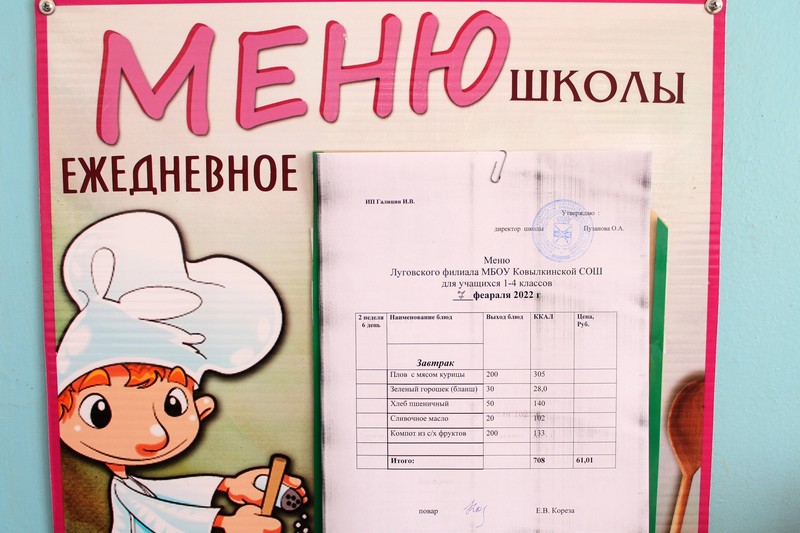 МЕНЮ
ШКОЛЫ
ЕЖЕДНЕВНОЕ
ИП Галицин И.В.
Утверждаю :
директор школы Пузанова О.А.
Меню
Луговского филиала МБОУ Ковылкинской СОШ
для учащихся 1-4 классов
7 феараля 2022 г
2 неделя 6 день Наименование блюд Выход блюд ККАЛ Цена, Руб.
Завтрак
Плов с мясом курицы 200 305
Зеленый горошек (бланш) 30 28,0
Хлеб пшеничный 50 140
Сливочное масло 20 102
Компот из с/х фруктов 200 133
Итого: 708 61,01
повар Е.В. Кореза